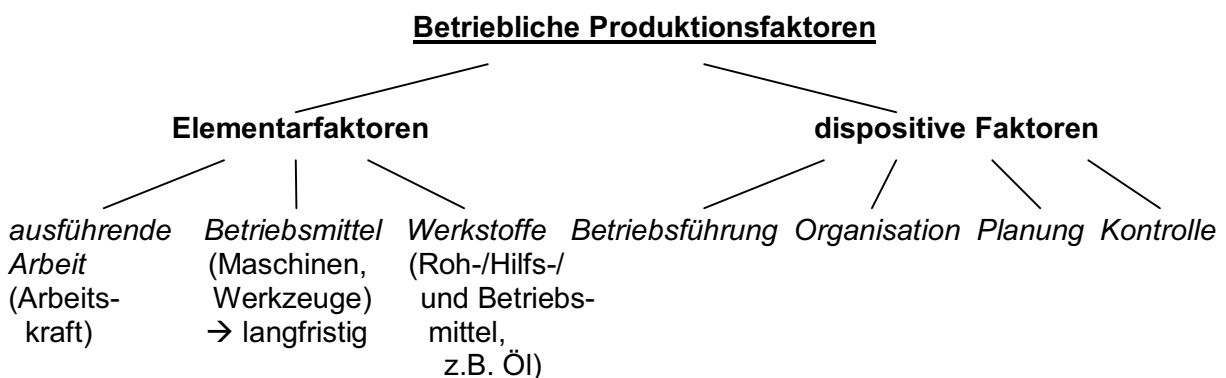 Betriebliche Produktionsfaktoren
Elementarfaktoren dispositive Faktoren
ausführende Betriebsmittel Werkstoffe Betriebsführung Organisation Planung Kontrolle
Arbeit (Maschinen, (Roh-/Hilfs-/
(Arbeits- Werkzeuge) und Betriebs-
kraft) → langfristig mittel,
z.B. Öl)